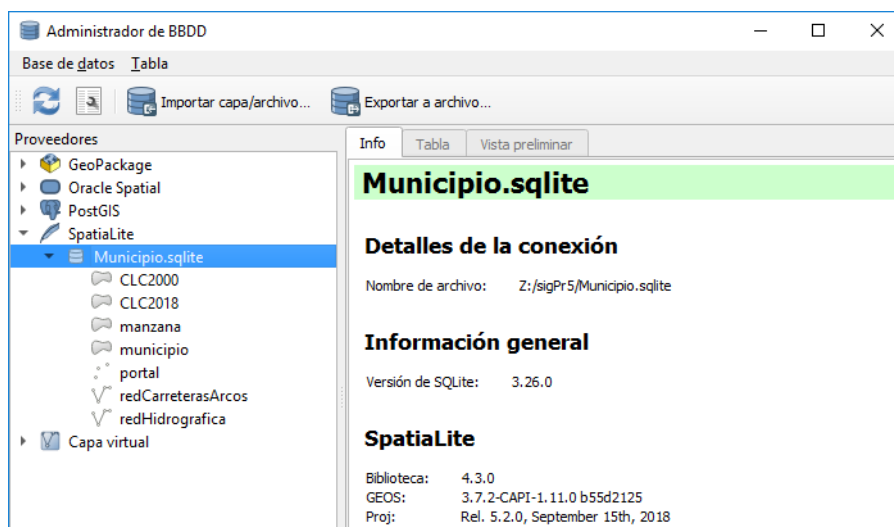 Administrador de BBDD
Base de datos Tabla
Importar capa/archivo... Exportar a archivo...
Proveedores
GeoPackage
Oracle Spatial
PostGIS
SpatiaLite
Municipio.sqlite
CLC2000
CLC2018
manzana
municipio
portal
redCarreterasArcos
redHidrografica
Capa virtual
Info Tabla Vista preliminar
Municipio.sqlite
Detalles de la conexión
Nombre de archivo: Z:/sigPr5/Municipio.sqlite
Información general
Versión de SQLite: 3.26.0
SpatiaLite
Biblioteca: 4.3.0
GEOS: 3.7.2-CAPI-1.11.0 b55d2125
Proj: Rel. 5.2.0, September 15th, 2018